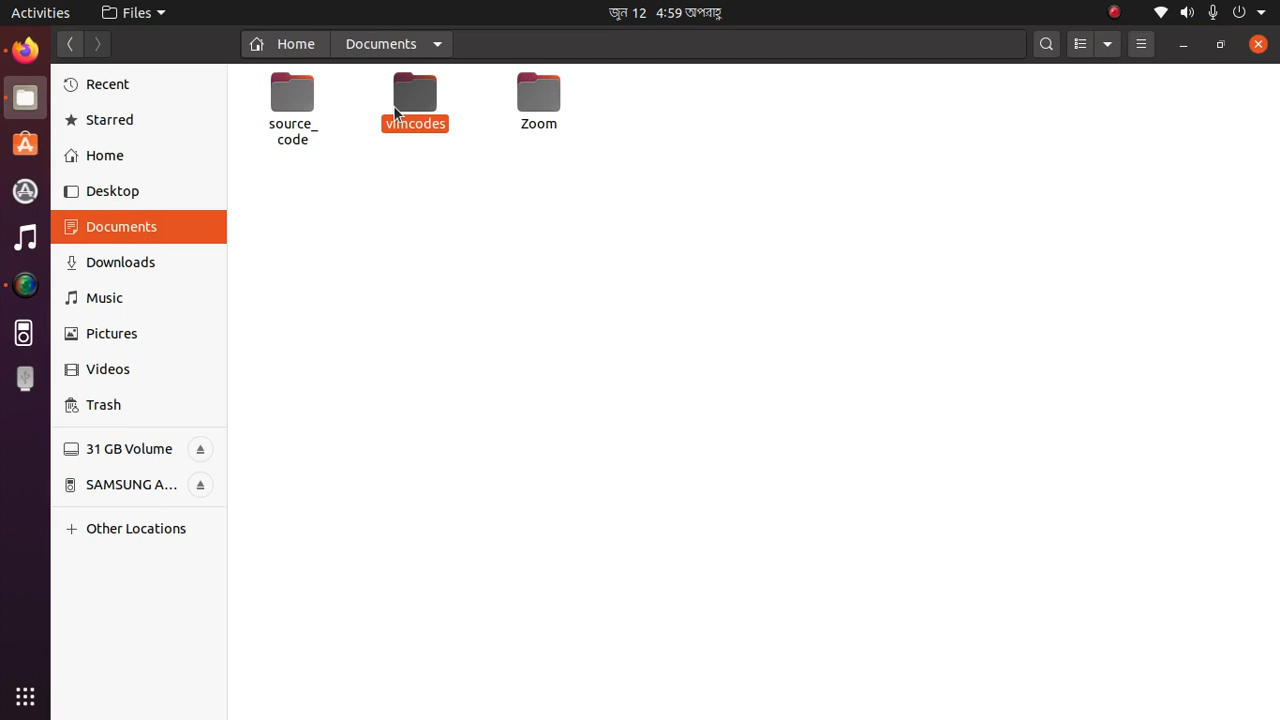 Activities
Files
জুন 12 4:59 অপরাহ্ণ
Home
Documents
Recent
Starred
Home
Desktop
Documents
Downloads
Music
Pictures
Videos
Trash
31 GB Volume
SAMSUNG A...
Other Locations
source_
code
vimcodes
Zoom